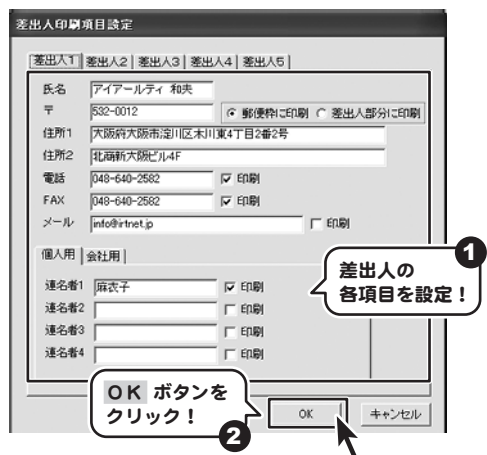 差出人印刷項目設定
差出人1 差出人2 差出人3 差出人4 差出人5
氏名 アイアールティ 和夫
〒 532-0012 郵便枠に印刷 差出人部分に印刷
住所1 大阪府大阪市淀川区木川東4丁目2番2号
住所2 北商新大阪ビル4F
電話 048-640-2582 印刷
FAX 048-640-2582 印刷
メール info@irtnet.jp 印刷
個人用 会社用
連名者1 麻衣子 印刷
連名者2 印刷
連名者3 印刷
連名者4 印刷
1
差出人の
各項目を設定！
OK ボタンを
クリック！
2
OK キャンセル